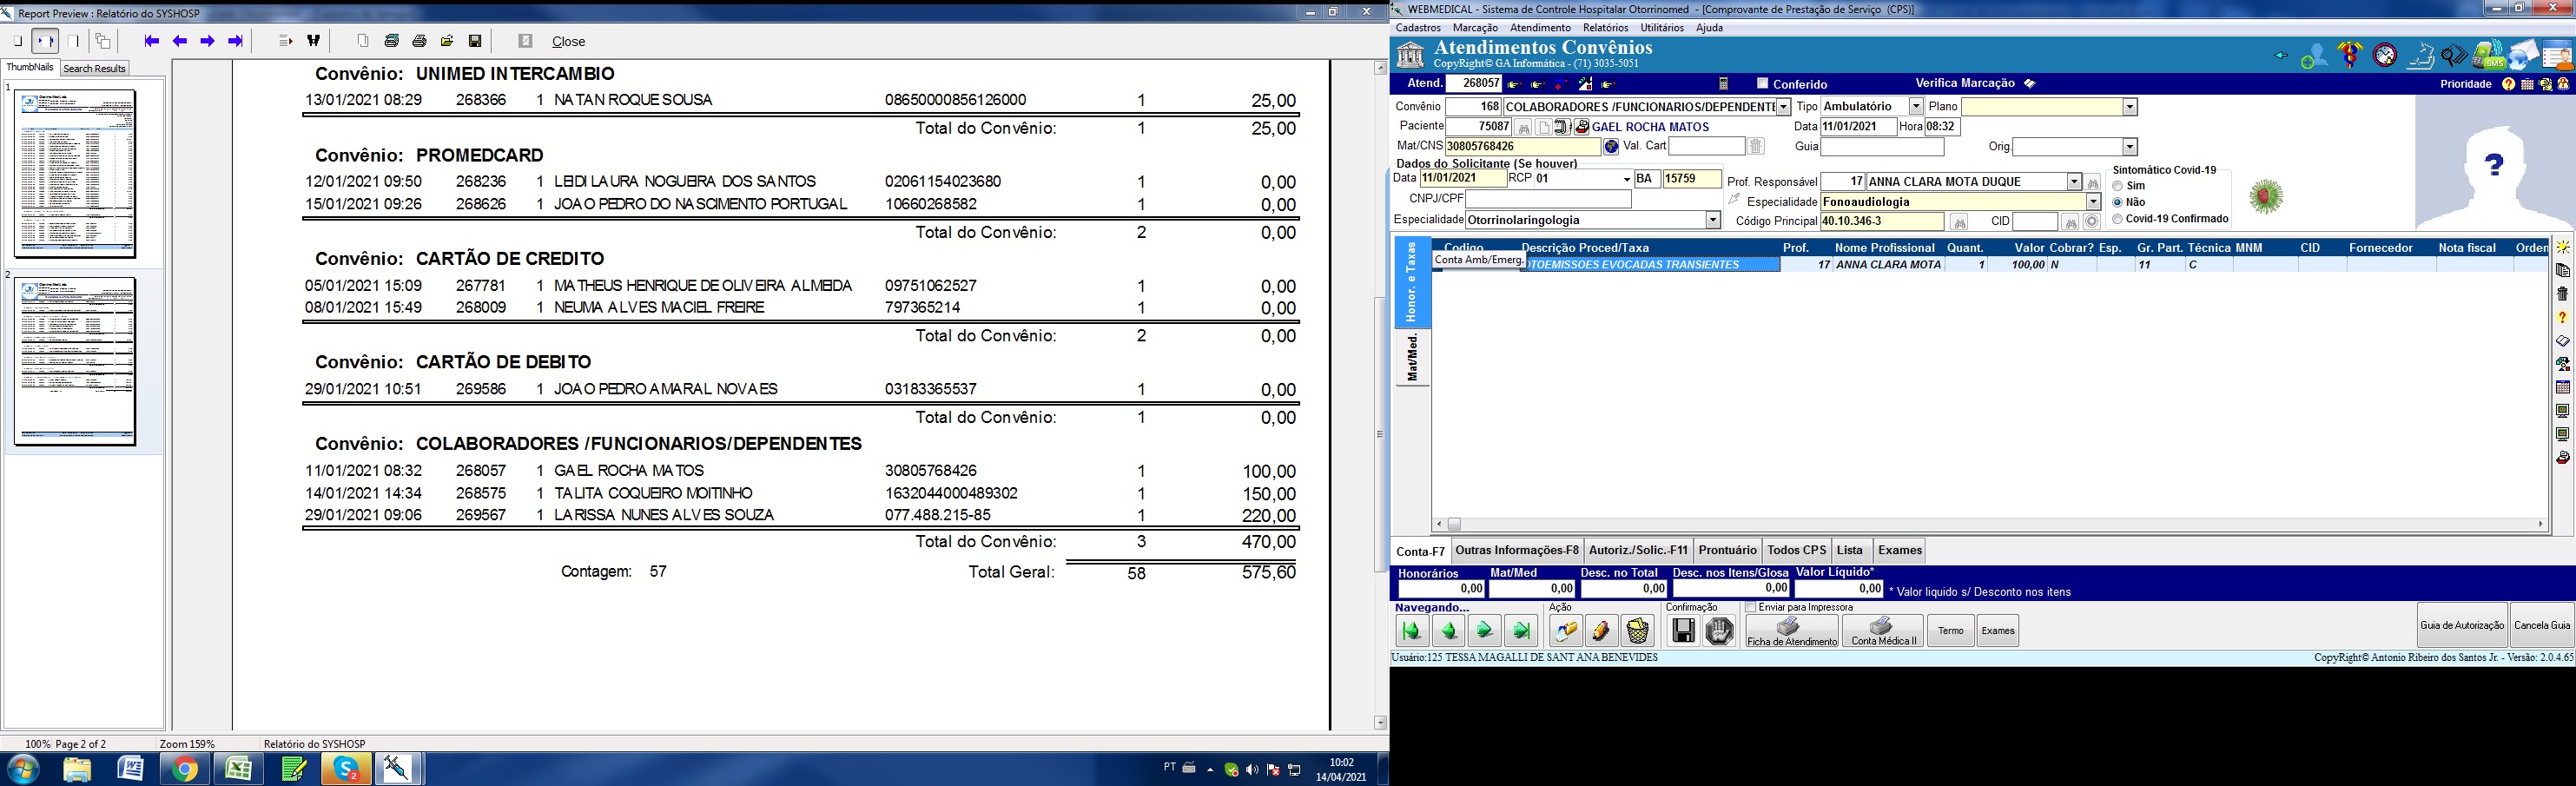 Report Preview : Relatório do SYSHOSP
Close
ThumbNails
Search Results
1
2
Convênio: UNIMED INTERCAMBIO
13/01/2021 08:29 268366 1 NATAN ROQUE SOUSA 08650000856126000 1 25,00
Total do Convênio: 1 25,00
Convênio: PROMEDCARD
12/01/2021 09:50 268236 1 LEIDI LAURA NOGUEIRA DOS SANTOS 02061154023680 1 0,00
15/01/2021 09:26 268626 1 JOAO PEDRO DO NASCIMENTO PORTUGAL 10660268582 1 0,00
Total do Convênio: 2 0,00
Convênio: CARTÃO DE CREDITO
05/01/2021 15:09 267781 1 MATHEUS HENRIQUE DE OLIVEIRA ALMEIDA 09751062527 1 0,00
08/01/2021 15:49 268009 1 NEUMA ALVES MACIEL FREIRE 797365214 1 0,00
Total do Convênio: 2 0,00
Convênio: CARTÃO DE DEBITO
29/01/2021 10:51 269586 1 JOAO PEDRO AMARAL NOVAES 03183365537 1 0,00
Total do Convênio: 1 0,00
Convênio: COLABORADORES /FUNCIONARIOS/DEPENDENTES
11/01/2021 08:32 268057 1 GAEL ROCHA MATOS 30805768426 1 100,00
14/01/2021 14:34 268575 1 TALITA COQUEIRO MOITINHO 1632044000489302 1 150,00
29/01/2021 09:06 269567 1 LARISSA NUNES ALVES SOUZA 077.488.215-85 1 220,00
Total do Convênio: 3 470,00
Contagem: 57 Total Geral: 58 575,60
100% Page 2 of 2 Zoom 159% Relatório do SYSHOSP
PT
10:02
14/04/2021
WEBMEDICAL - Sistema de Controle Hospitalar Otorrinomed - [Comprovante de Prestação de Serviço (CPS)]
Cadastros Marcação Atendimento Relatórios Utilitários Ajuda
Atendimentos Convênios
CopyRight© GA Informática - (71) 3035-5051
SMS
Atend. 268057 Conferido Verifica Marcação Prioridade
Convênio 168 COLABORADORES /FUNCIONARIOS/DEPENDENTE Tipo Ambulatório Plano
Paciente 75087 GAEL ROCHA MATOS Data 11/01/2021 Hora 08:32
Mat/CNS 30805768426 Val. Cart Guia Orig.
Dados do Solicitante (Se houver)
Data 11/01/2021 RCP 01 BA 15759 Prof. Responsável 17 ANNA CLARA MOTA DUQUE
CNPJ/CPF Especialidade Fonoaudiologia
Especialidade Otorrinolaringologia Código Principal 40.10.346-3 CID
Sintomático Covid-19
Sim
Não
Covid-19 Confirmado
?
Honor. e Taxas
Mat/Med.
Codigo Descrição Proced/Taxa Prof. Nome Profissional Quant. Valor Cobrar? Esp. Gr. Part. Técnica MNM CID Fornecedor Nota fiscal Orden
Conta Amb/Emerg. OTOEMISSOES EVOCADAS TRANSIENTES 17 ANNA CLARA MOTA 1 100,00 N 11 C
Conta-F7 Outras Informações-F8 Autoriz./Solic.-F11 Prontuário Todos CPS Lista Exames
Honorários Mat/Med Desc. no Total Desc. nos Itens/Glosa Valor Líquido*
0,00 0,00 0,00 0,00 0,00 * Valor liquido s/ Desconto nos itens
Navegando... Ação Confirmação Enviar para Impressora
Ficha de Atendimento Conta Médica II Termo Exames Guia de Autorização Cancela Guia
Usuário:125 TESSA MAGALLI DE SANT ANA BENEVIDES CopyRight© Antonio Ribeiro dos Santos Jr. - Versão: 2.0.4.65